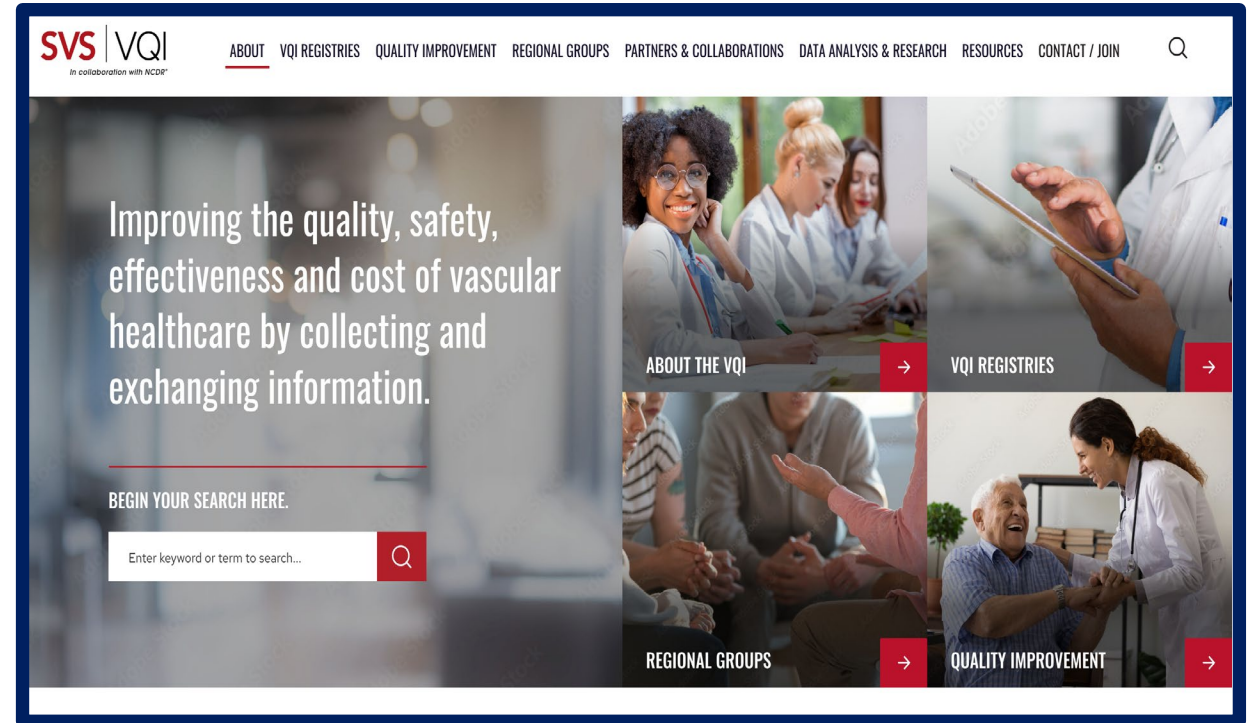 SVS VQI
In collaboration with NCDR®
ABOUT VQI REGISTRIES QUALITY IMPROVEMENT REGIONAL GROUPS PARTNERS & COLLABORATIONS DATA ANALYSIS & RESEARCH RESOURCES CONTACT / JOIN
Improving the quality, safety,
effectiveness and cost of vascular
healthcare by collecting and
exchanging information.
BEGIN YOUR SEARCH HERE.
Enter keyword or term to search...
ABOUT THE VQI
VQI REGISTRIES
REGIONAL GROUPS
QUALITY IMPROVEMENT